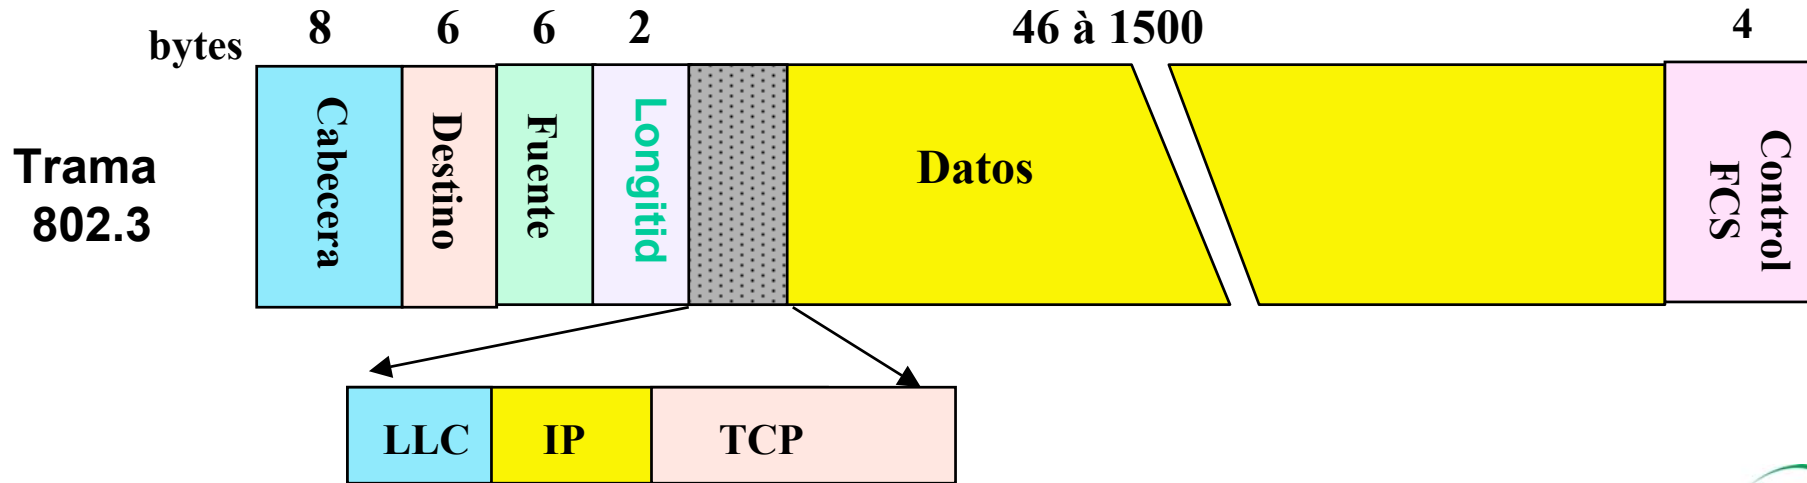 bytes 8 6 6 2 46 à 1500 4
Trama
802.3
Cabecera
Destino
Fuente
Longitid
Datos
Control
FCS
LLC IP TCP